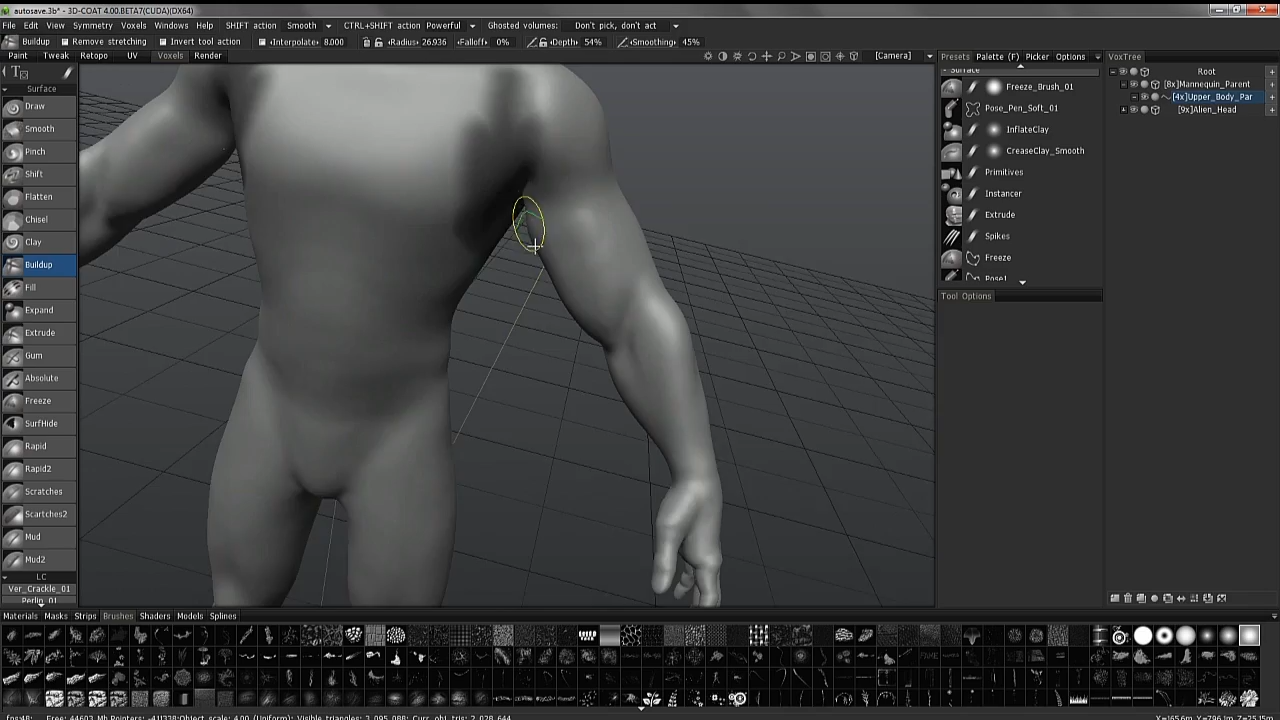 autosave.3b* - 3D-COAT 4.00.BETA7(CUDA)(DX64)
File Edit View Symmetry Voxels Windows Help SHIFT action Smooth CTRL+SHIFT action Powerful Ghosted volumes: Don't pick, don't act
Buildup Remove stretching Invert tool action Interpolate 8.000 Radius 26.936 Falloff 0% Depth 54% Smoothing 45%
Paint Tweak Retopo UV Voxels Render [Camera] Presets Palette (F) Picker Options VoxTree
Surface
Draw
Smooth
Pinch
Shift
Flatten
Chisel
Clay
Buildup
Fill
Expand
Extrude
Gum
Absolute
Freeze
SurfHide
Rapid
Rapid2
Scratches
Scartches2
Mud
Mud2
LC
Ver_Crackle_01
Perlin_01
Surface
Freeze_Brush_01
Pose_Pen_Soft_01
InflateClay
CreaseClay_Smooth
Primitives
Instancer
Extrude
Spikes
Freeze
Pose1
Tool Options
Root
[8x]Mannequin_Parent
[4x]Upper_Body_Par
[9x]Alien_Head
Materials Masks Strips Brushes Shaders Models Splines